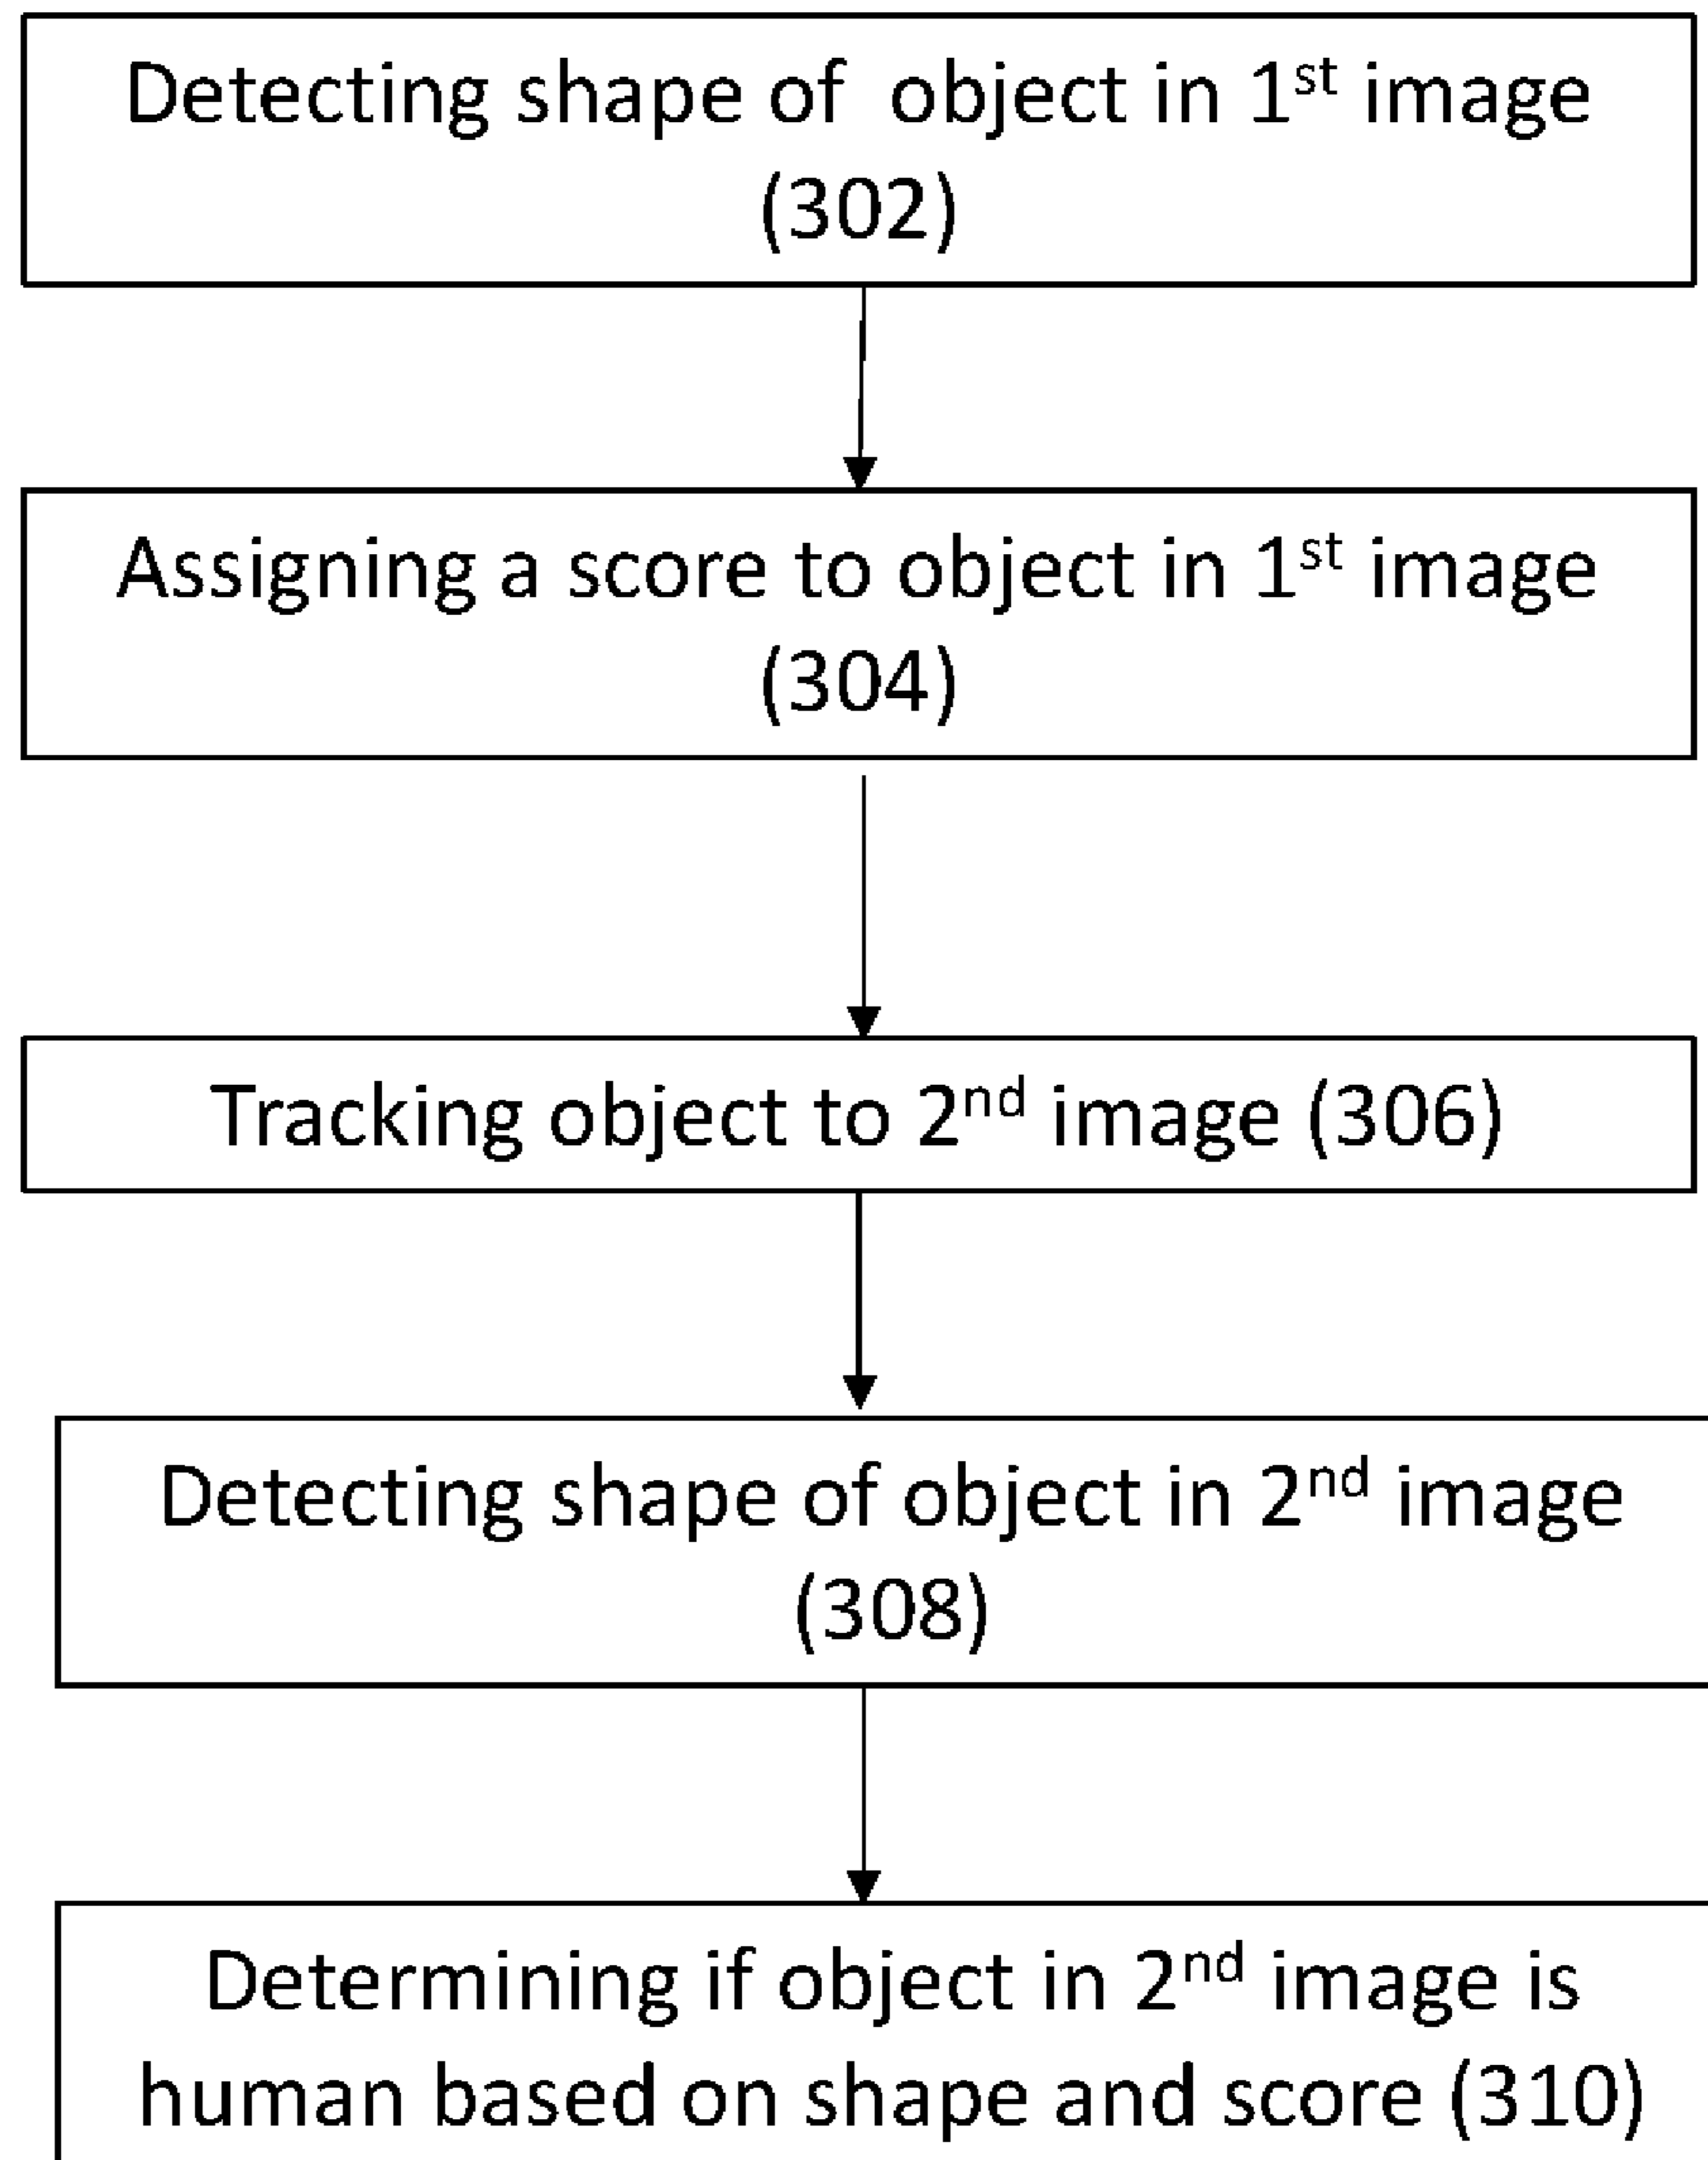 Detecting shape of object in 1st image
(302)
Assigning a score to object in 1st image
(304)
Tracking object to 2nd image (306)
Detecting shape of object in 2nd image
(308)
Determining if object in 2nd image is
human based on shape and score (310)